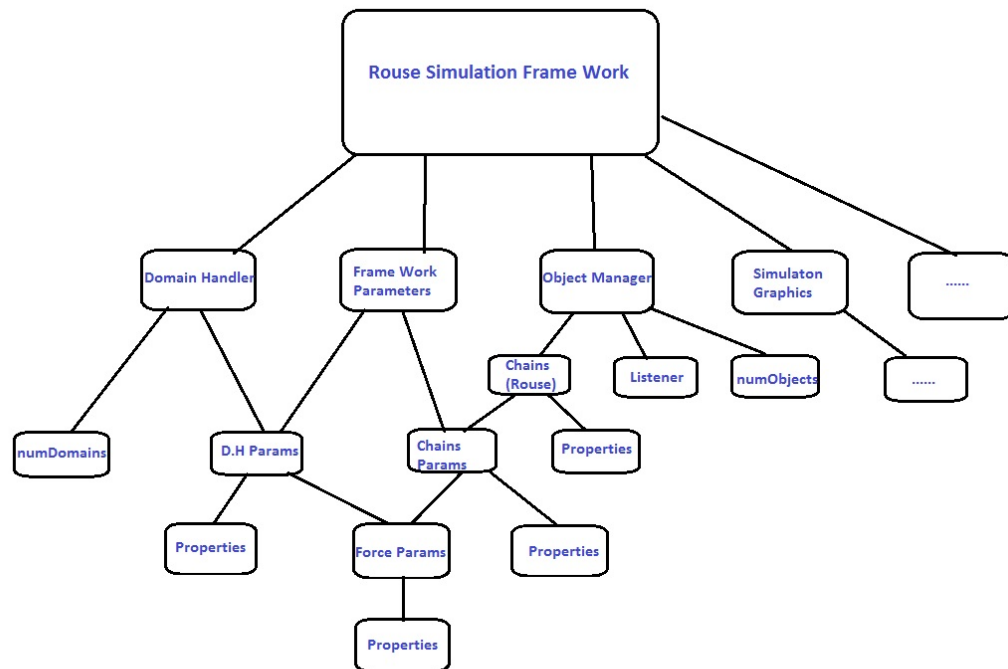 Rouse Simulation Frame Work
Domain Handler
Frame Work
Parameters
Object Manager
Simulaton
Graphics
......
Chains
(Rouse)
Listener
numObjects
......
numDomains
D.H Params
Chains
Params
Properties
Properties
Force Params
Properties
Properties